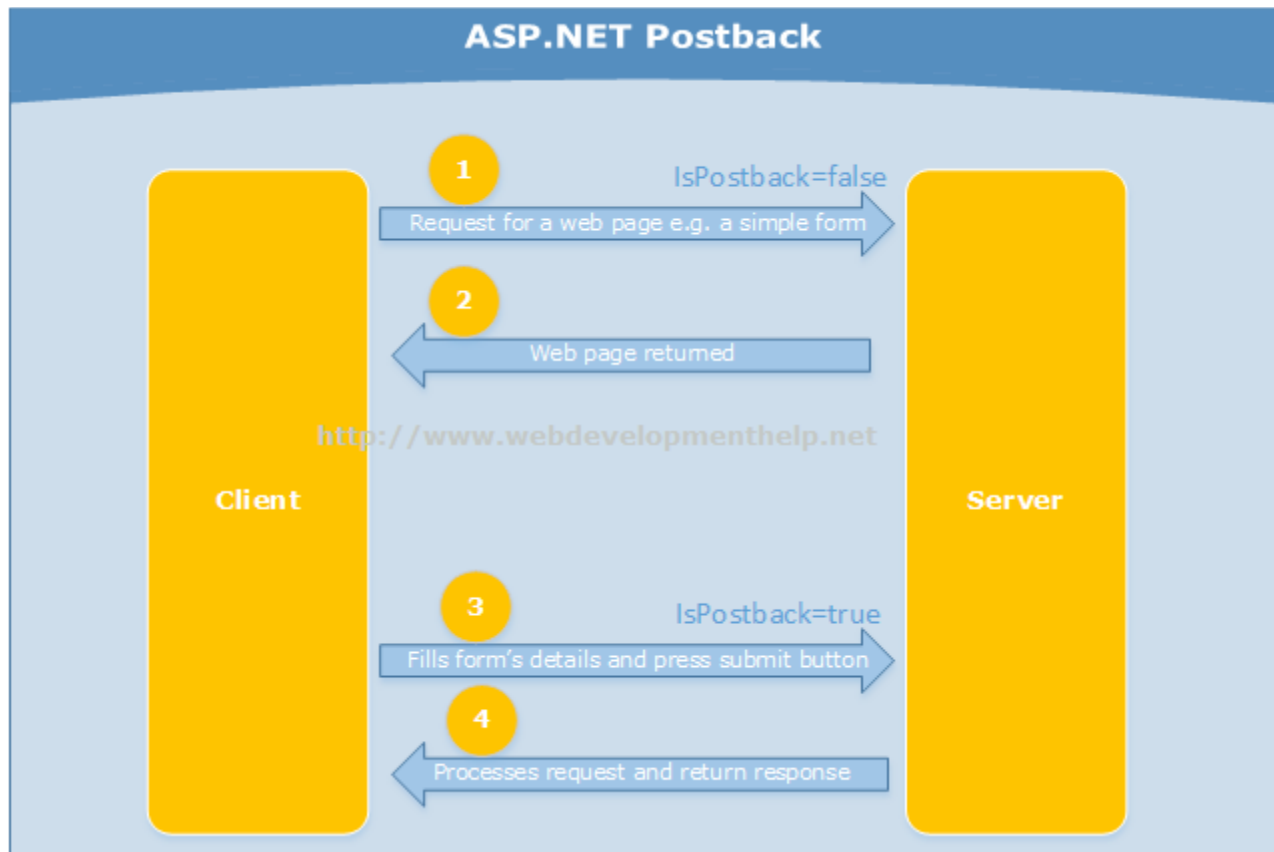 ASP.NET Postback
1
IsPostback=false
Request for a web page e.g. a simple form
2
Web page returned
http://www.webdevelopmenthelp.net
Client
Server
3
IsPostback=true
Fills form's details and press submit button
4
Processes request and return response